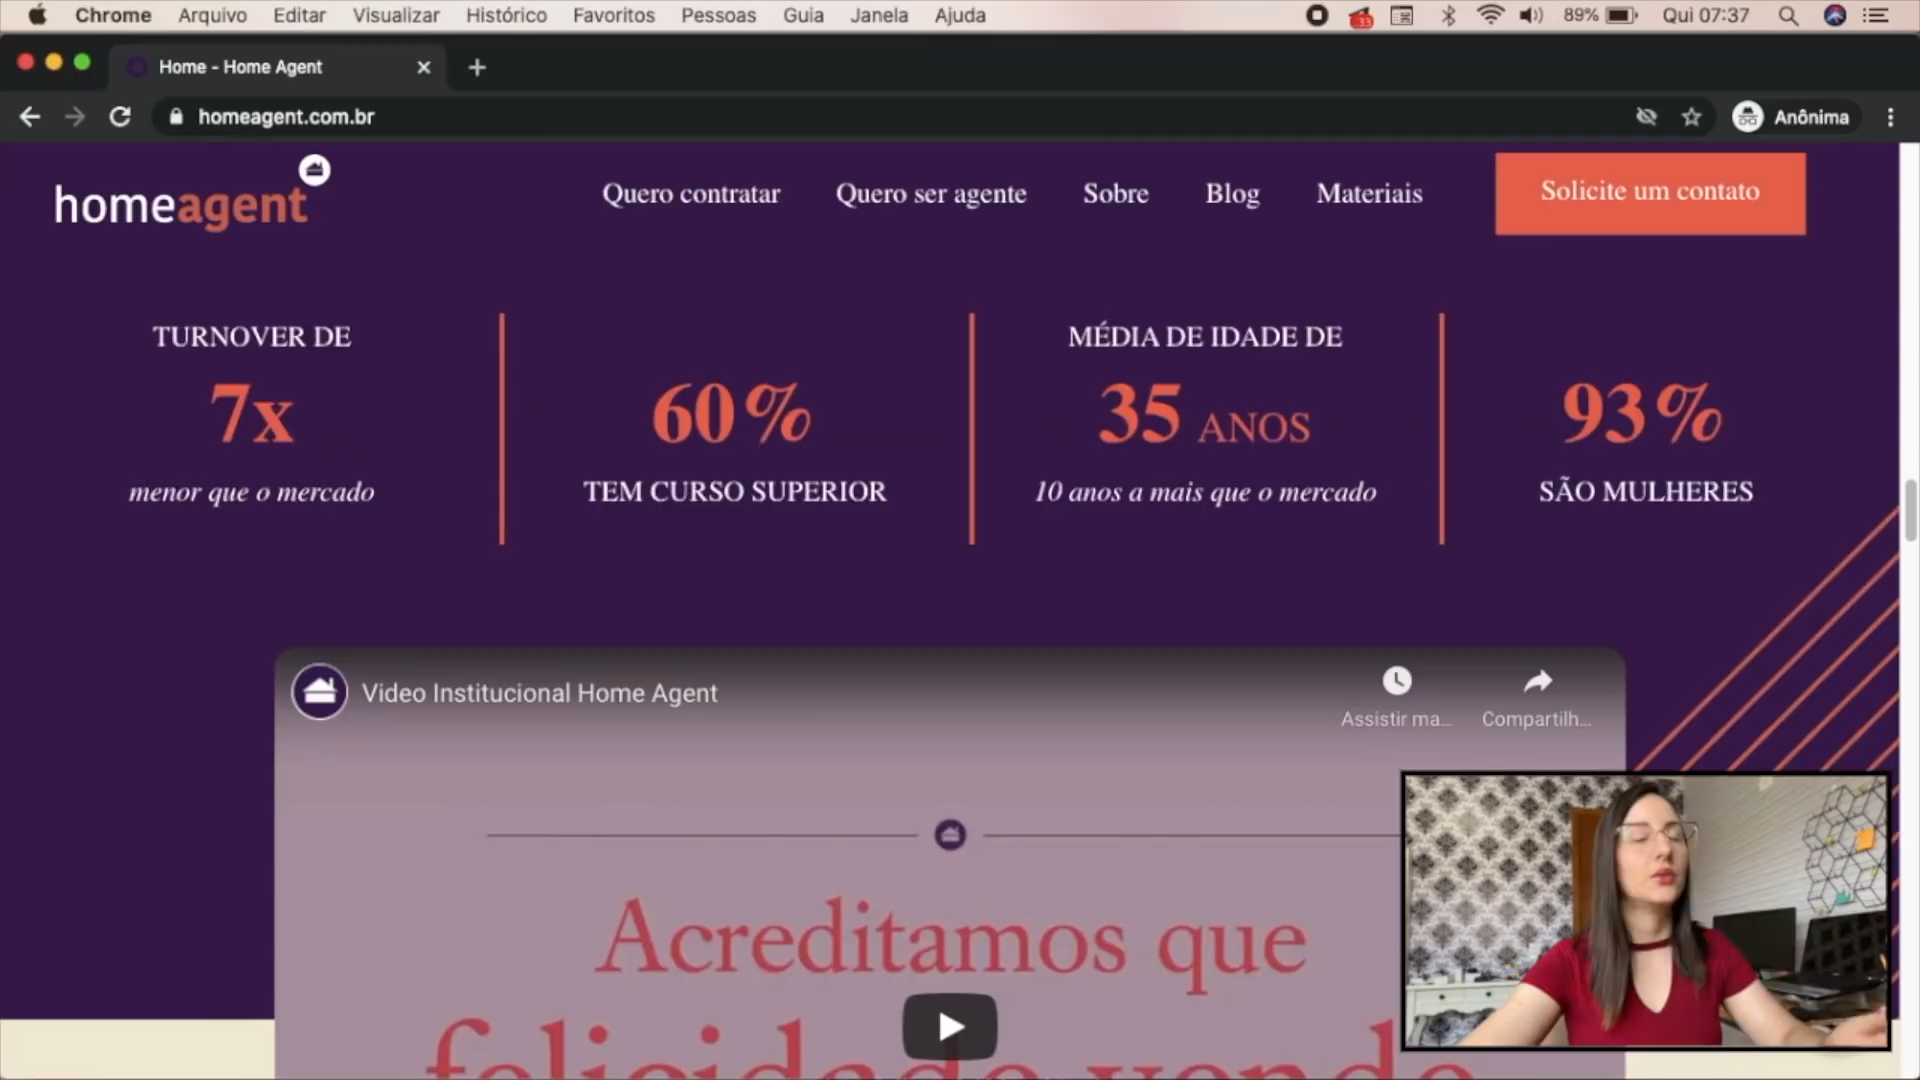 Chrome Arquivo Editar Visualizar Histórico Favoritos Pessoas Guia Janela Ajuda 33 89% Qui 07:37
Home - Home Agent
homeagent.com.br Anônima
homeagent Quero contratar Quero ser agente Sobre Blog Materiais Solicite um contato
TURNOVER DE
7x
menor que o mercado
60%
TEM CURSO SUPERIOR
MÉDIA DE IDADE DE
35 ANOS
10 anos a mais que o mercado
93%
SÃO MULHERES
Video Institucional Home Agent
Assistir ma... Compartilh...
Acreditamos que
felicidade vende